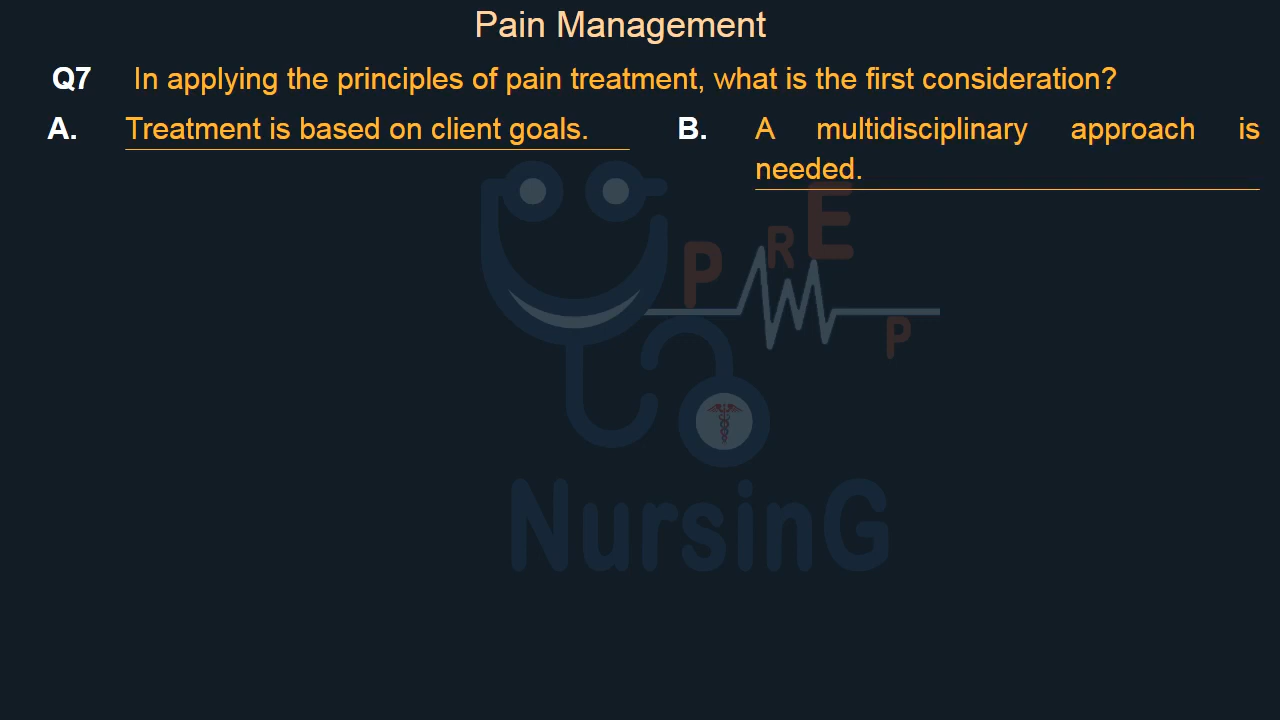 Pain Management
Q7 In applying the principles of pain treatment, what is the first consideration?
A. Treatment is based on client goals.
B. A multidisciplinary approach is
needed.
P R E P
NursinG